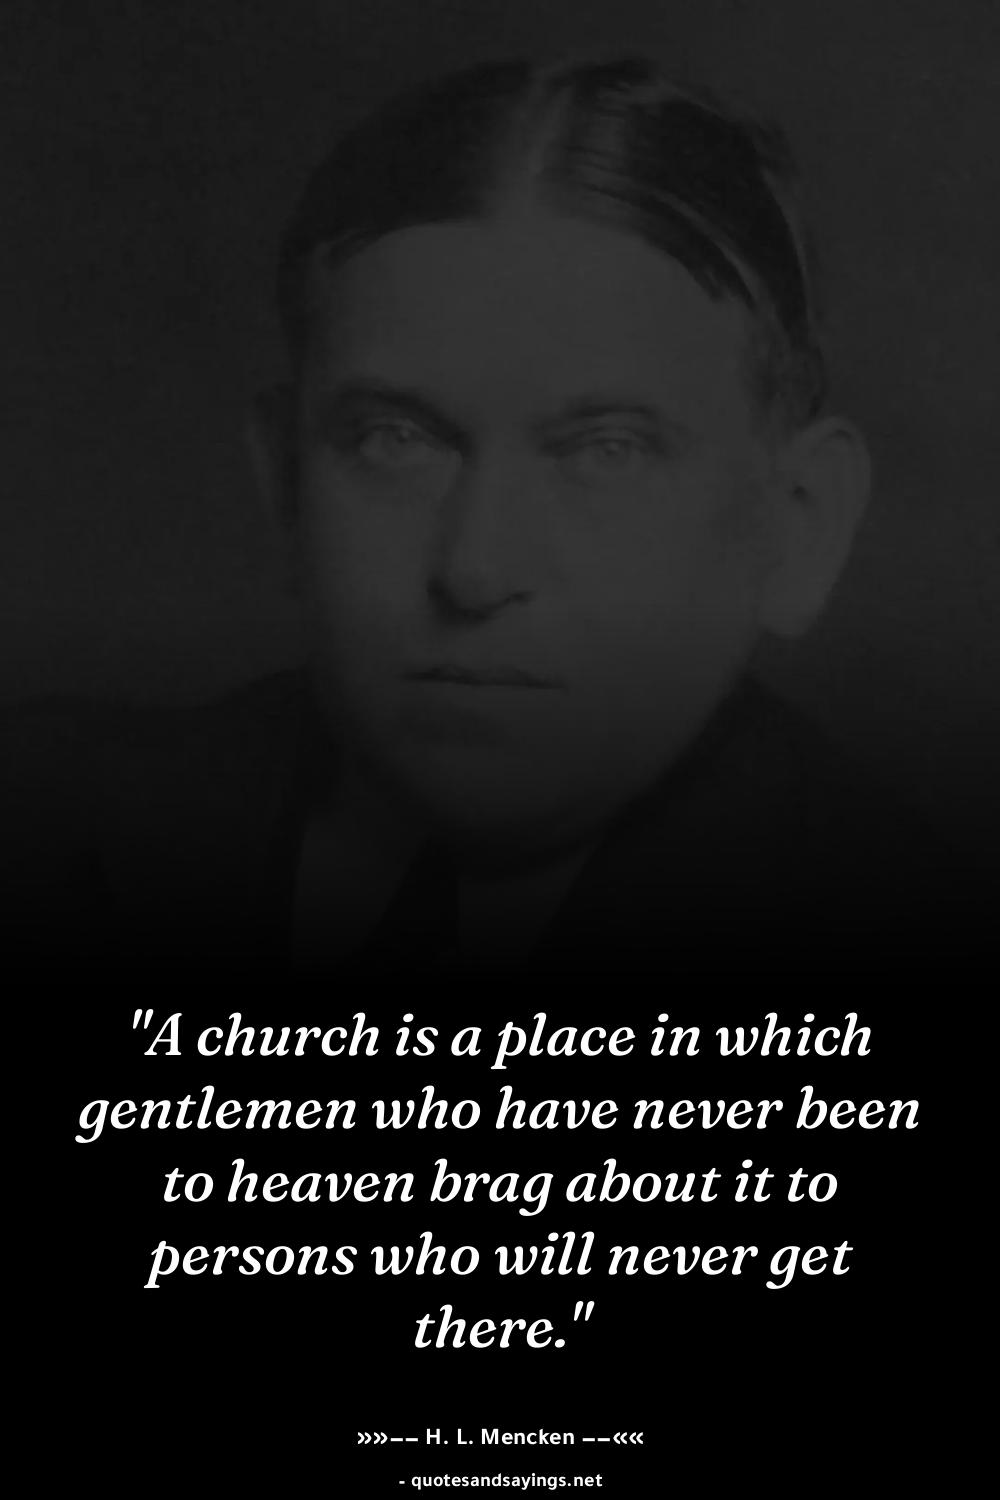 "A church is a place in which
gentlemen who have never been
to heaven brag about it to
persons who will never get
there."
»»–– H. L. Mencken ––««
- quotesandsayings.net